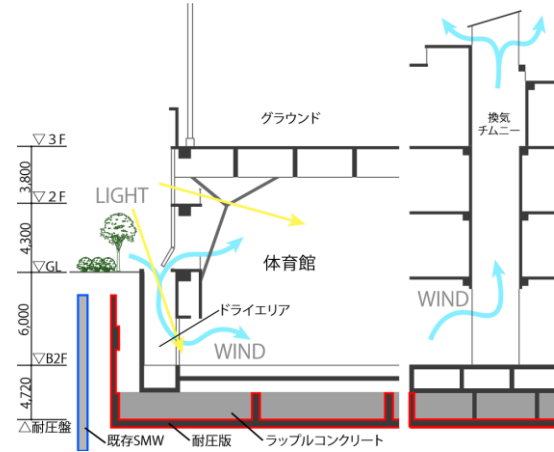 グラウンド
換気
チムニー
▽3F
3,800
LIGHT
▽2F
4,300
体育館
▽GL
WIND
ドライエリア
6,000
WIND
▽B2F
4,720
△耐圧盤
既存SMW
耐圧版
ラップルコンクリート